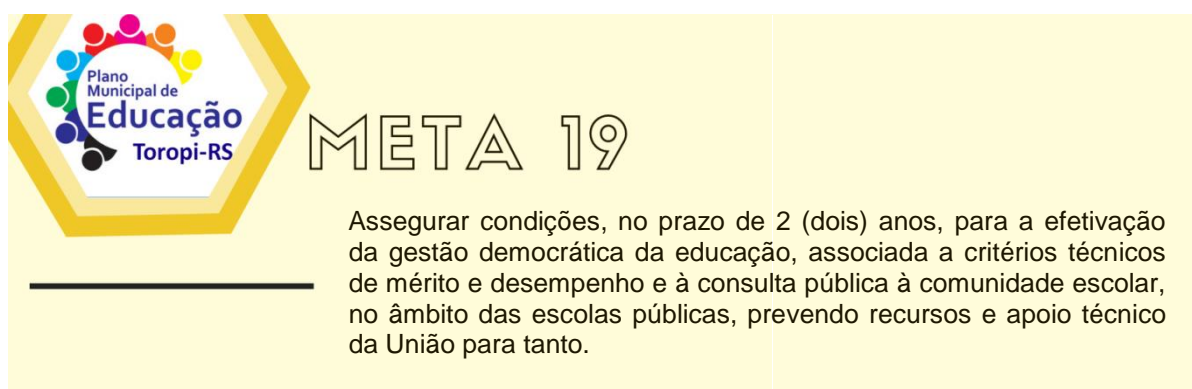 Plano
Municipal de
Educação
Toropi-RS
META 19
Assegurar condições, no prazo de 2 (dois) anos, para a efetivação
da gestão democrática da educação, associada a critérios técnicos
de mérito e desempenho e à consulta pública à comunidade escolar,
no âmbito das escolas públicas, prevendo recursos e apoio técnico
da União para tanto.